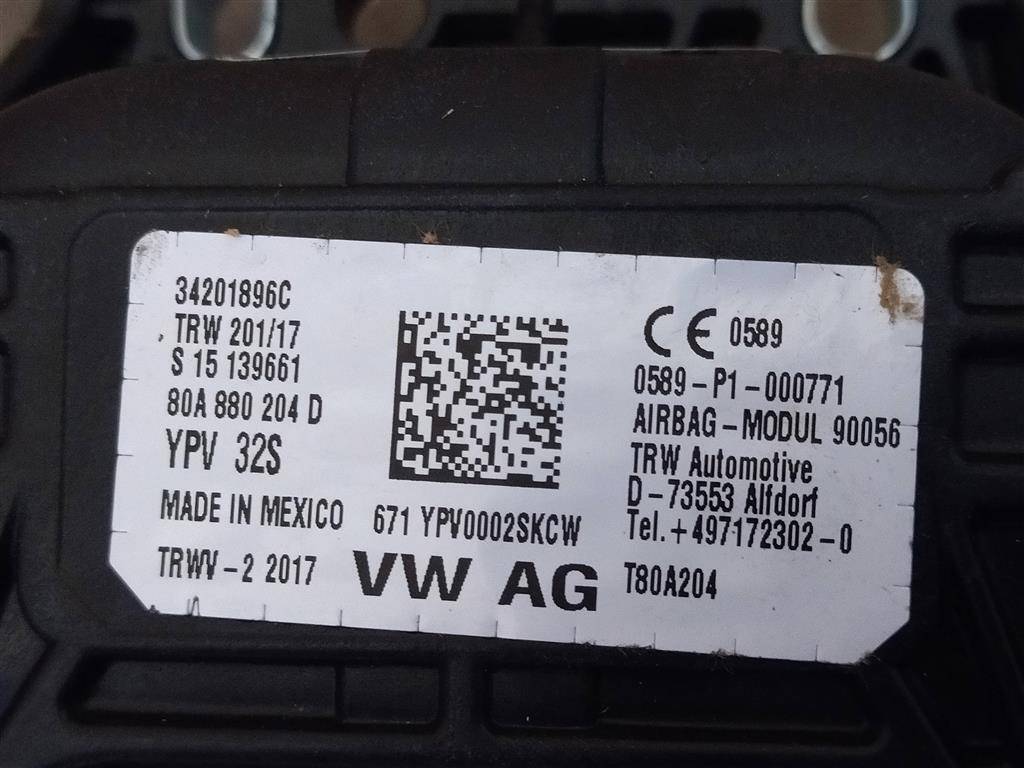 34201896C
TRW 201/17
S 15 139661
80A 880 204 D
YPV 32S
MADE IN MEXICO
671 YPV0002SKCW
TRWV-2 2017
VW AG
CE 0589
0589-P1-000771
AIRBAG-MODUL 90056
TRW Automotive
D-73553 Alfdorf
Tel.+497172302-0
T80A204